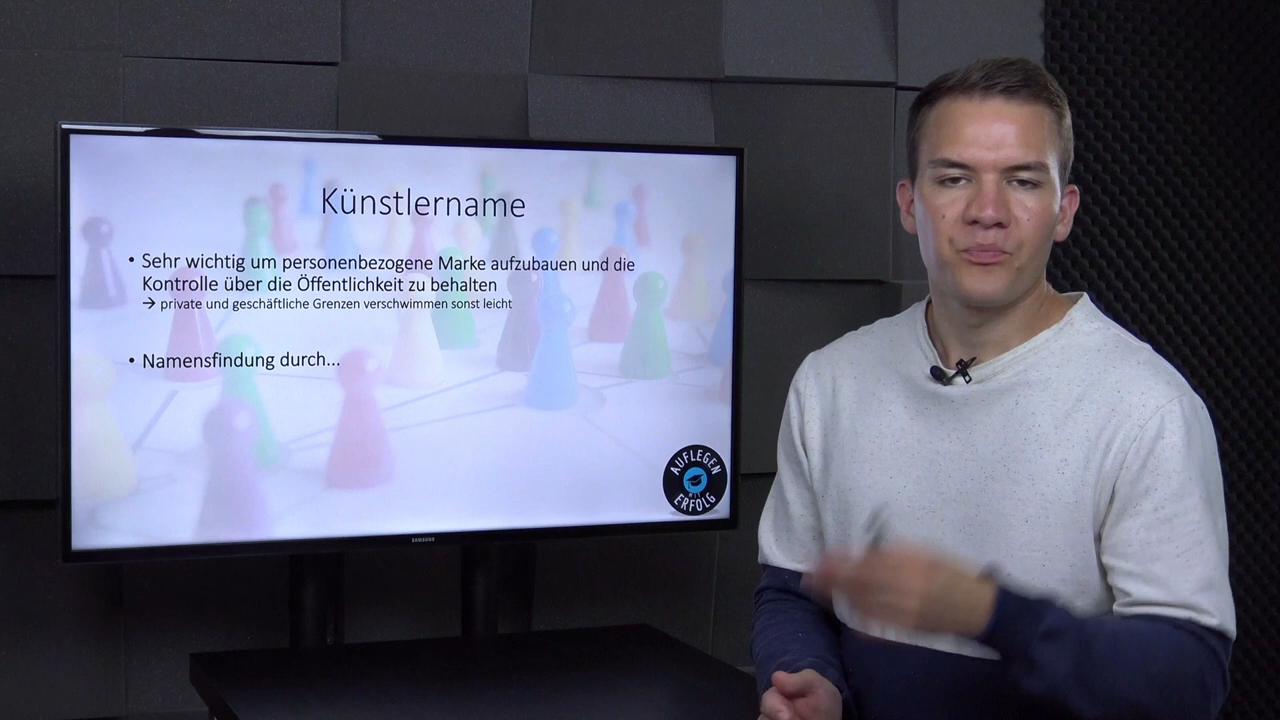 Künstlername
• Sehr wichtig um personenbezogene Marke aufzubauen und die
Kontrolle über die Öffentlichkeit zu behalten
→ private und geschäftliche Grenzen verschwimmen sonst leicht
• Namensfindung durch...
AUFLEGEN
MIT
ERFOLG
SAMSUNG